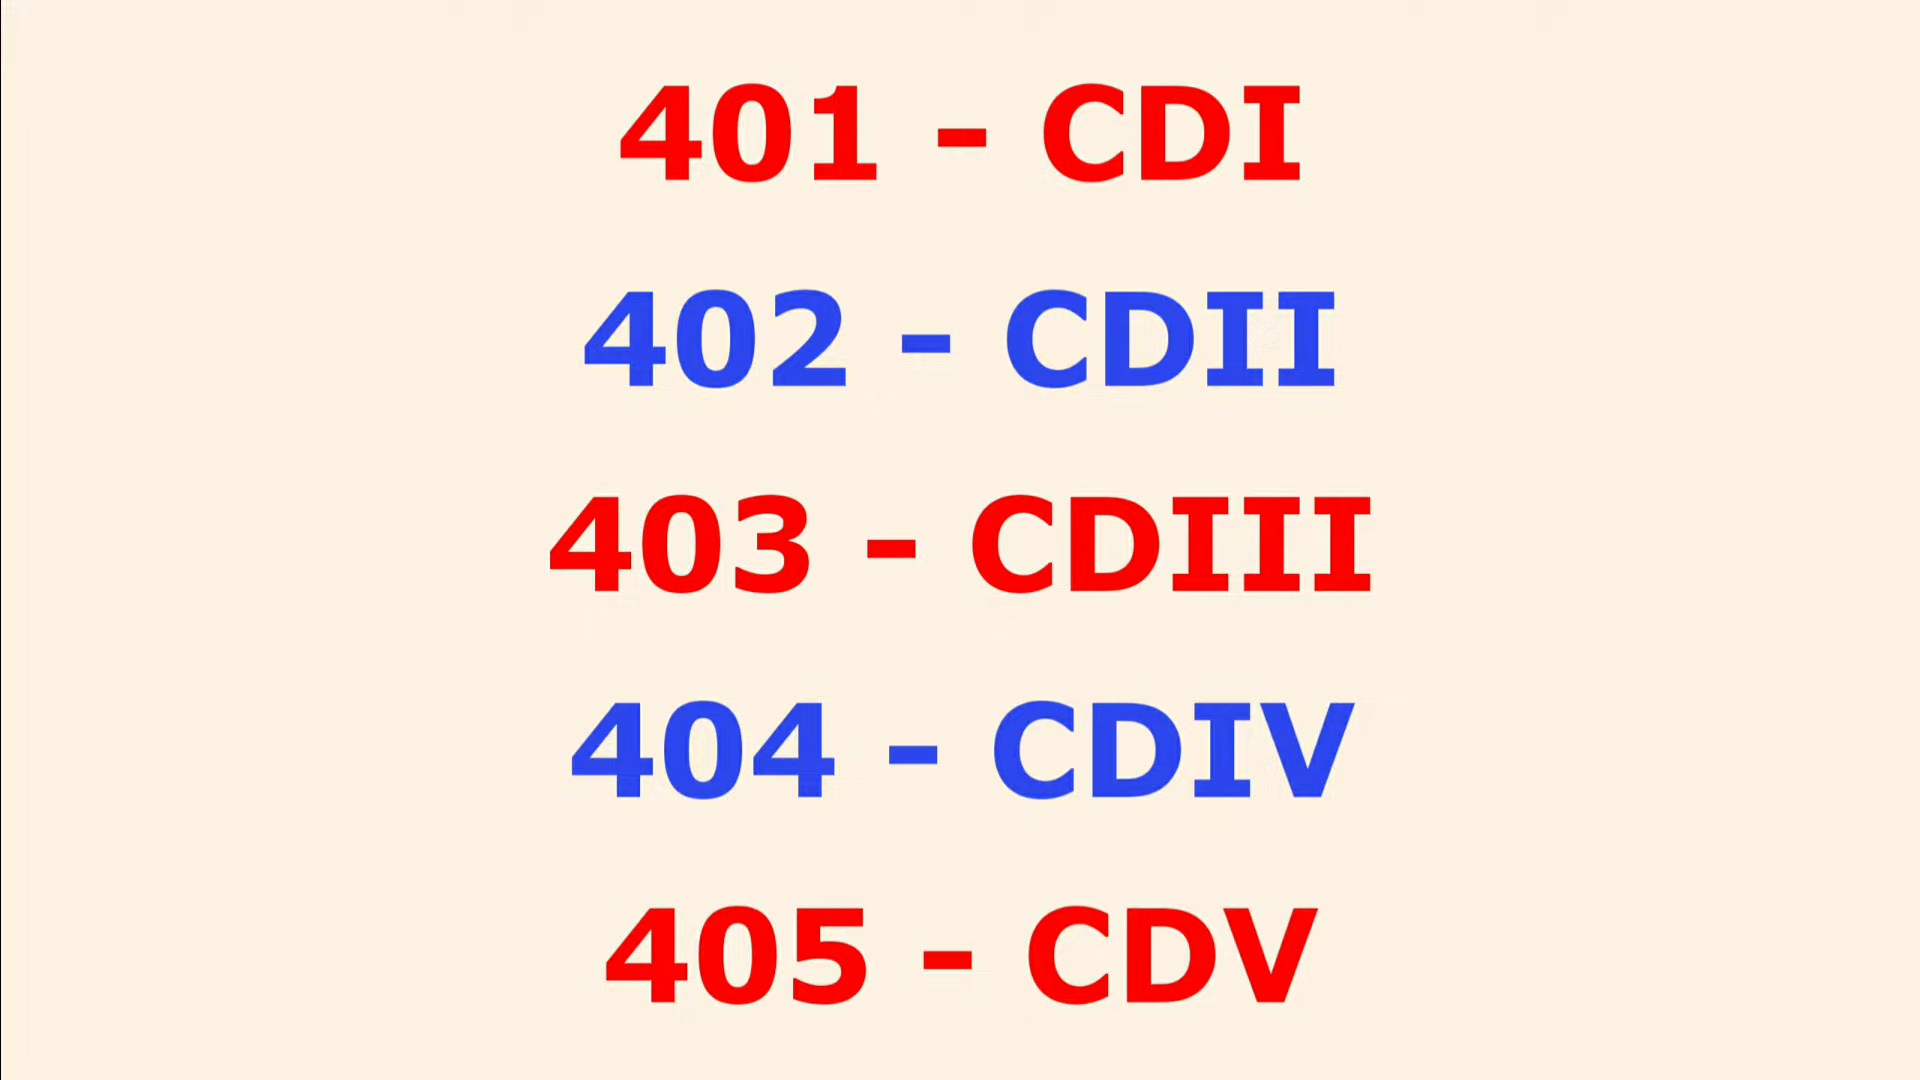 401 - CDI
402 - CDII
403 - CDIII
404 - CDIV
405 - CDV